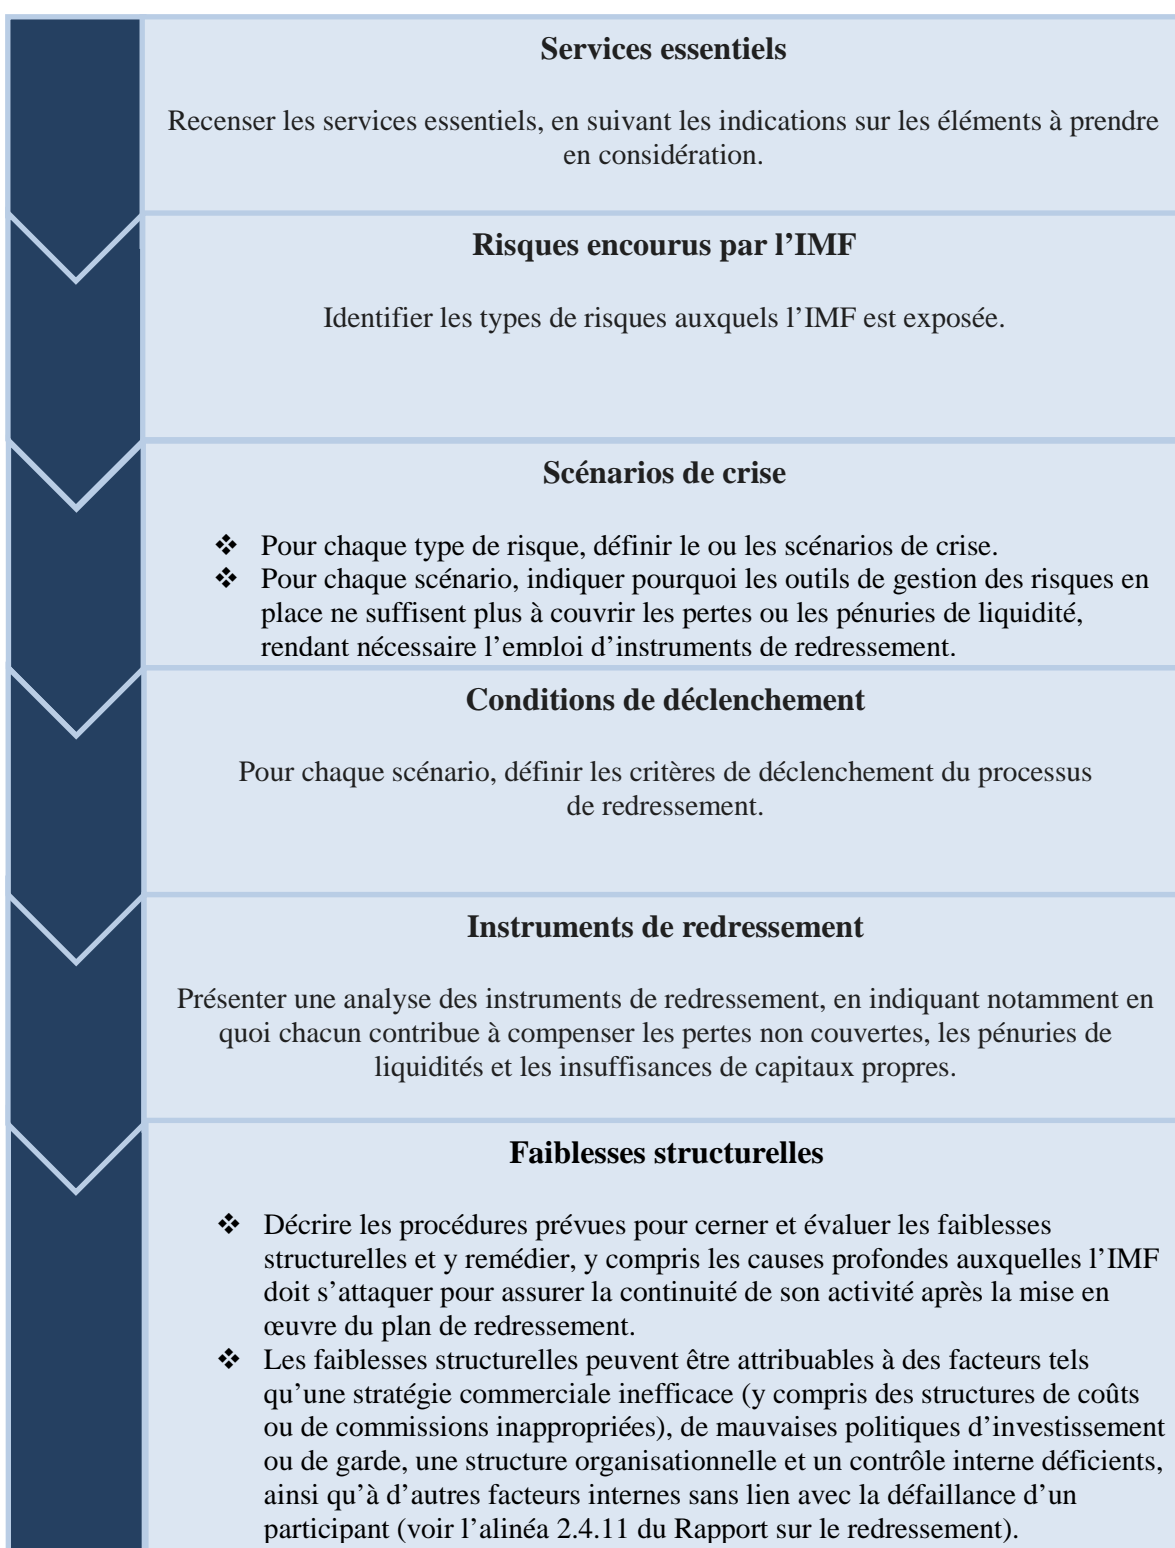 Services essentiels
Recenser les services essentiels, en suivant les indications sur les éléments à prendre
en considération.
Risques encourus par l’IMF
Identifier les types de risques auxquels l’IMF est exposée.
Scénarios de crise
❖ Pour chaque type de risque, définir le ou les scénarios de crise.
❖ Pour chaque scénario, indiquer pourquoi les outils de gestion des risques en
place ne suffisent plus à couvrir les pertes ou les pénuries de liquidité,
rendant nécessaire l’emploi d’instruments de redressement.
Conditions de déclenchement
Pour chaque scénario, définir les critères de déclenchement du processus
de redressement.
Instruments de redressement
Présenter une analyse des instruments de redressement, en indiquant notamment en
quoi chacun contribue à compenser les pertes non couvertes, les pénuries de
liquidités et les insuffisances de capitaux propres.
Faiblesses structurelles
❖ Décrire les procédures prévues pour cerner et évaluer les faiblesses
structurelles et y remédier, y compris les causes profondes auxquelles l’IMF
doit s’attaquer pour assurer la continuité de son activité après la mise en
œuvre du plan de redressement.
❖ Les faiblesses structurelles peuvent être attribuables à des facteurs tels
qu’une stratégie commerciale inefficace (y compris des structures de coûts
ou de commissions inappropriées), de mauvaises politiques d’investissement
ou de garde, une structure organisationnelle et un contrôle interne déficients,
ainsi qu’à d’autres facteurs internes sans lien avec la défaillance d’un
participant (voir l’alinéa 2.4.11 du Rapport sur le redressement).